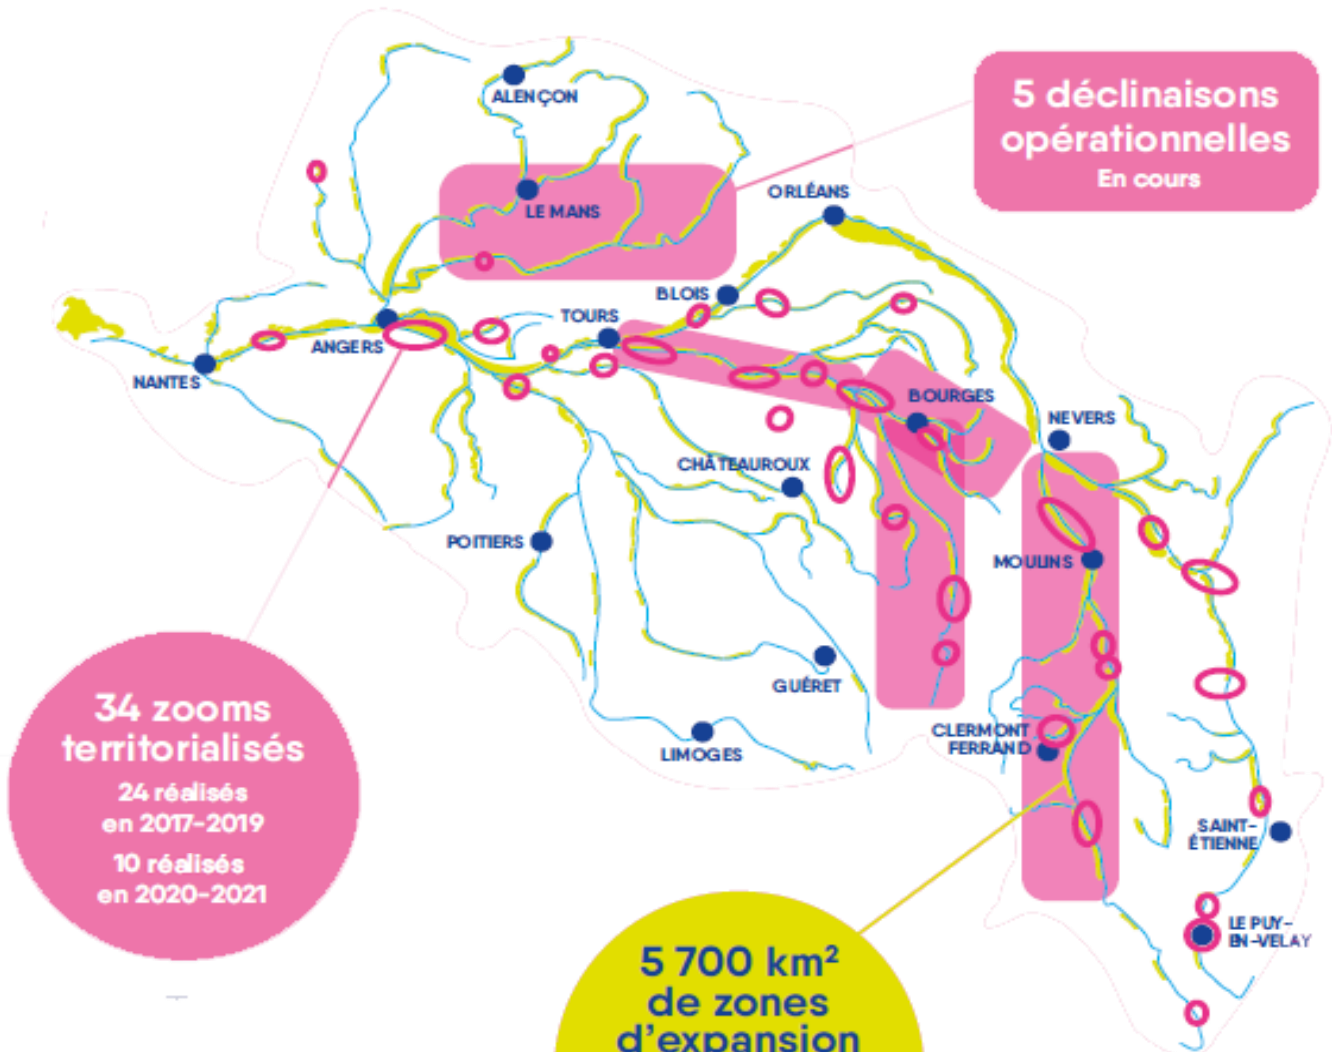 5 déclinaisons
opérationnelles
En cours
ALENÇON
LE MANS
ORLÉANS
BLOIS
TOURS
ANGERS
NANTES
BOURGES
NEVERS
CHÂTEAUROUX
POITIERS
MOULINS
GUÉRET
LIMOGES
CLERMONT
FERRAND
SAINT-
ÉTIENNE
LE PUY-
EN-VELAY
34 zooms
territorialisés
24 réalisés
en 2017-2019
10 réalisés
en 2020-2021
5 700 km²
de zones
d'expansion